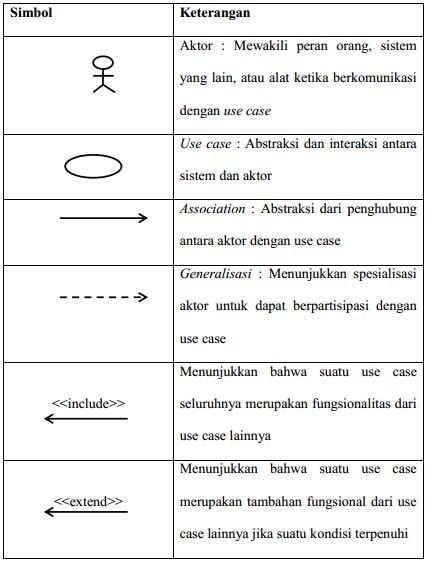 Simbol Keterangan
Aktor : Mewakili peran orang, sistem
yang lain, atau alat ketika berkomunikasi
dengan use case
Use case : Abstraksi dan interaksi antara
sistem dan aktor
Association : Abstraksi dari penghubung
antara aktor dengan use case
Generalisasi : Menunjukkan spesialisasi
aktor untuk dapat berpartisipasi dengan
use case
<<include>>
Menunjukkan bahwa suatu use case
seluruhnya merupakan fungsionalitas dari
use case lainnya
<<extend>>
Menunjukkan bahwa suatu use case
merupakan tambahan fungsional dari use
case lainnya jika suatu kondisi terpenuhi